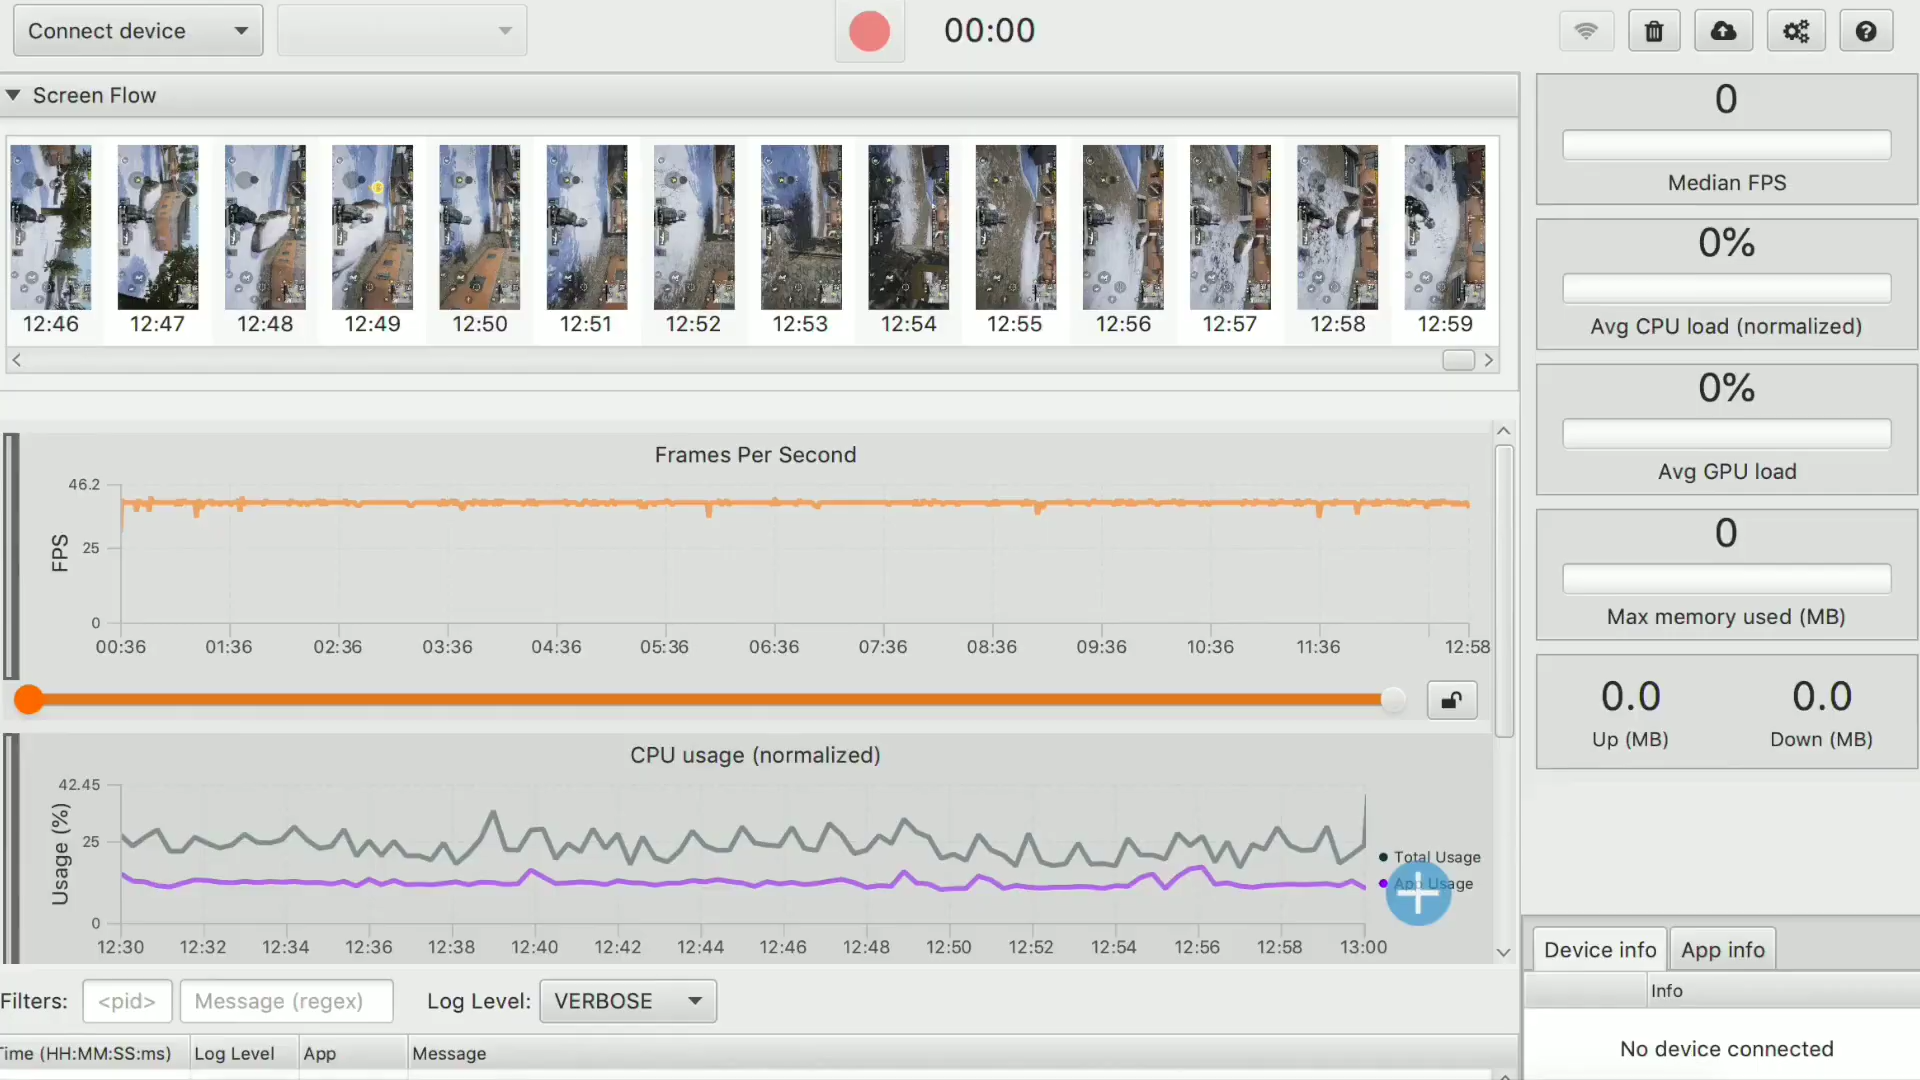 Connect device
00:00
Screen Flow
12:46 12:47 12:48 12:49 12:50 12:51 12:52 12:53 12:54 12:55 12:56 12:57 12:58 12:59
Frames Per Second
46.2
25
0
FPS
00:36 01:36 02:36 03:36 04:36 05:36 06:36 07:36 08:36 09:36 10:36 11:36 12:58
CPU usage (normalized)
42.45
25
0
Usage (%)
Total Usage
App Usage
12:30 12:32 12:34 12:36 12:38 12:40 12:42 12:44 12:46 12:48 12:50 12:52 12:54 12:56 12:58 13:00
Filters: <pid> Message (regex) Log Level: VERBOSE
Time (HH:MM:SS:ms) Log Level App Message
0
Median FPS
0%
Avg CPU load (normalized)
0%
Avg GPU load
0
Max memory used (MB)
0.0 0.0
Up (MB) Down (MB)
Device info App info
Info
No device connected